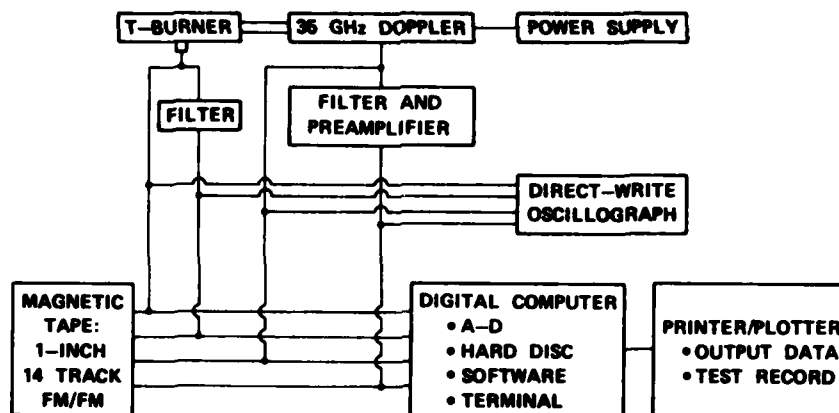 T-BURNER
35 GHz DOPPLER
POWER SUPPLY
FILTER
FILTER AND
PREAMPLIFIER
DIRECT-WRITE
OSCILLOGRAPH
MAGNETIC
TAPE:
1-INCH
14 TRACK
FM/FM
DIGITAL COMPUTER
• A-D
• HARD DISC
• SOFTWARE
• TERMINAL
PRINTER/PLOTTER
• OUTPUT DATA
• TEST RECORD